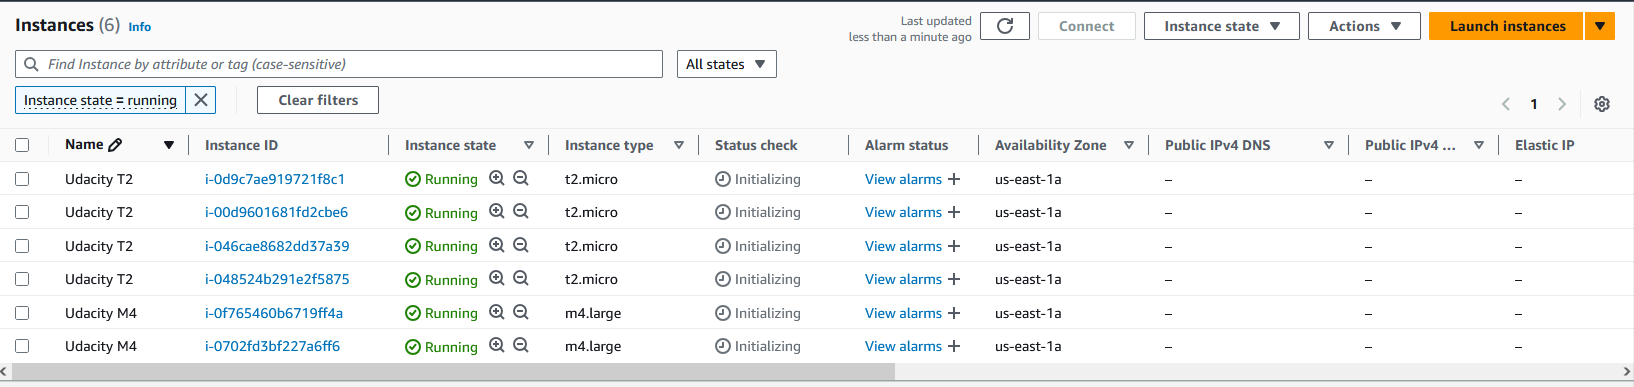 Instances (6) Info
Last updated
less than a minute ago
Connect
Instance state
Actions
Launch instances
Find Instance by attribute or tag (case-sensitive)
All states
Instance state = running
Clear filters
1
Name Instance ID Instance state Instance type Status check Alarm status Availability Zone Public IPv4 DNS Public IPv4 ... Elastic IP
Udacity T2 i-0d9c7ae919721f8c1 Running t2.micro Initializing View alarms + us-east-1a – – –
Udacity T2 i-00d9601681fd2cbe6 Running t2.micro Initializing View alarms + us-east-1a – – –
Udacity T2 i-046cae8682dd37a39 Running t2.micro Initializing View alarms + us-east-1a – – –
Udacity T2 i-048524b291e2f5875 Running t2.micro Initializing View alarms + us-east-1a – – –
Udacity M4 i-0f765460b6719ff4a Running m4.large Initializing View alarms + us-east-1a – – –
Udacity M4 i-0702fd3bf227a6ff6 Running m4.large Initializing View alarms + us-east-1a – – –